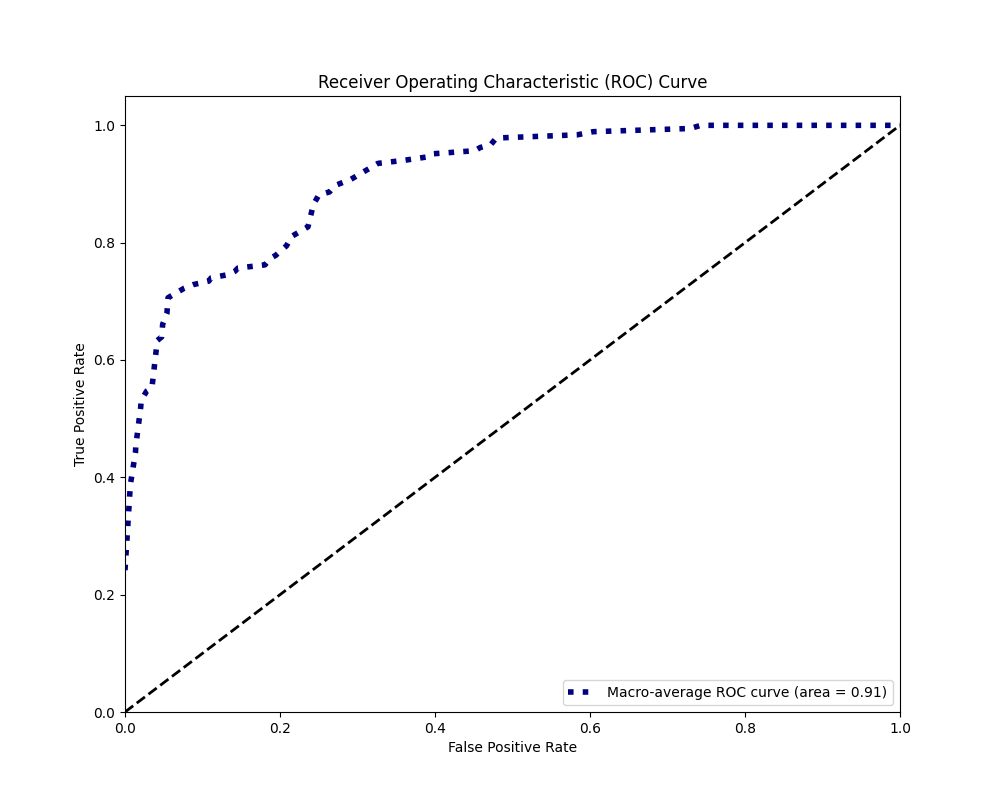 Receiver Operating Characteristic (ROC) Curve
1.0
0.8
0.6
0.4
0.2
0.0
True Positive Rate
0.0 0.2 0.4 0.6 0.8 1.0
False Positive Rate
Macro-average ROC curve (area = 0.91)